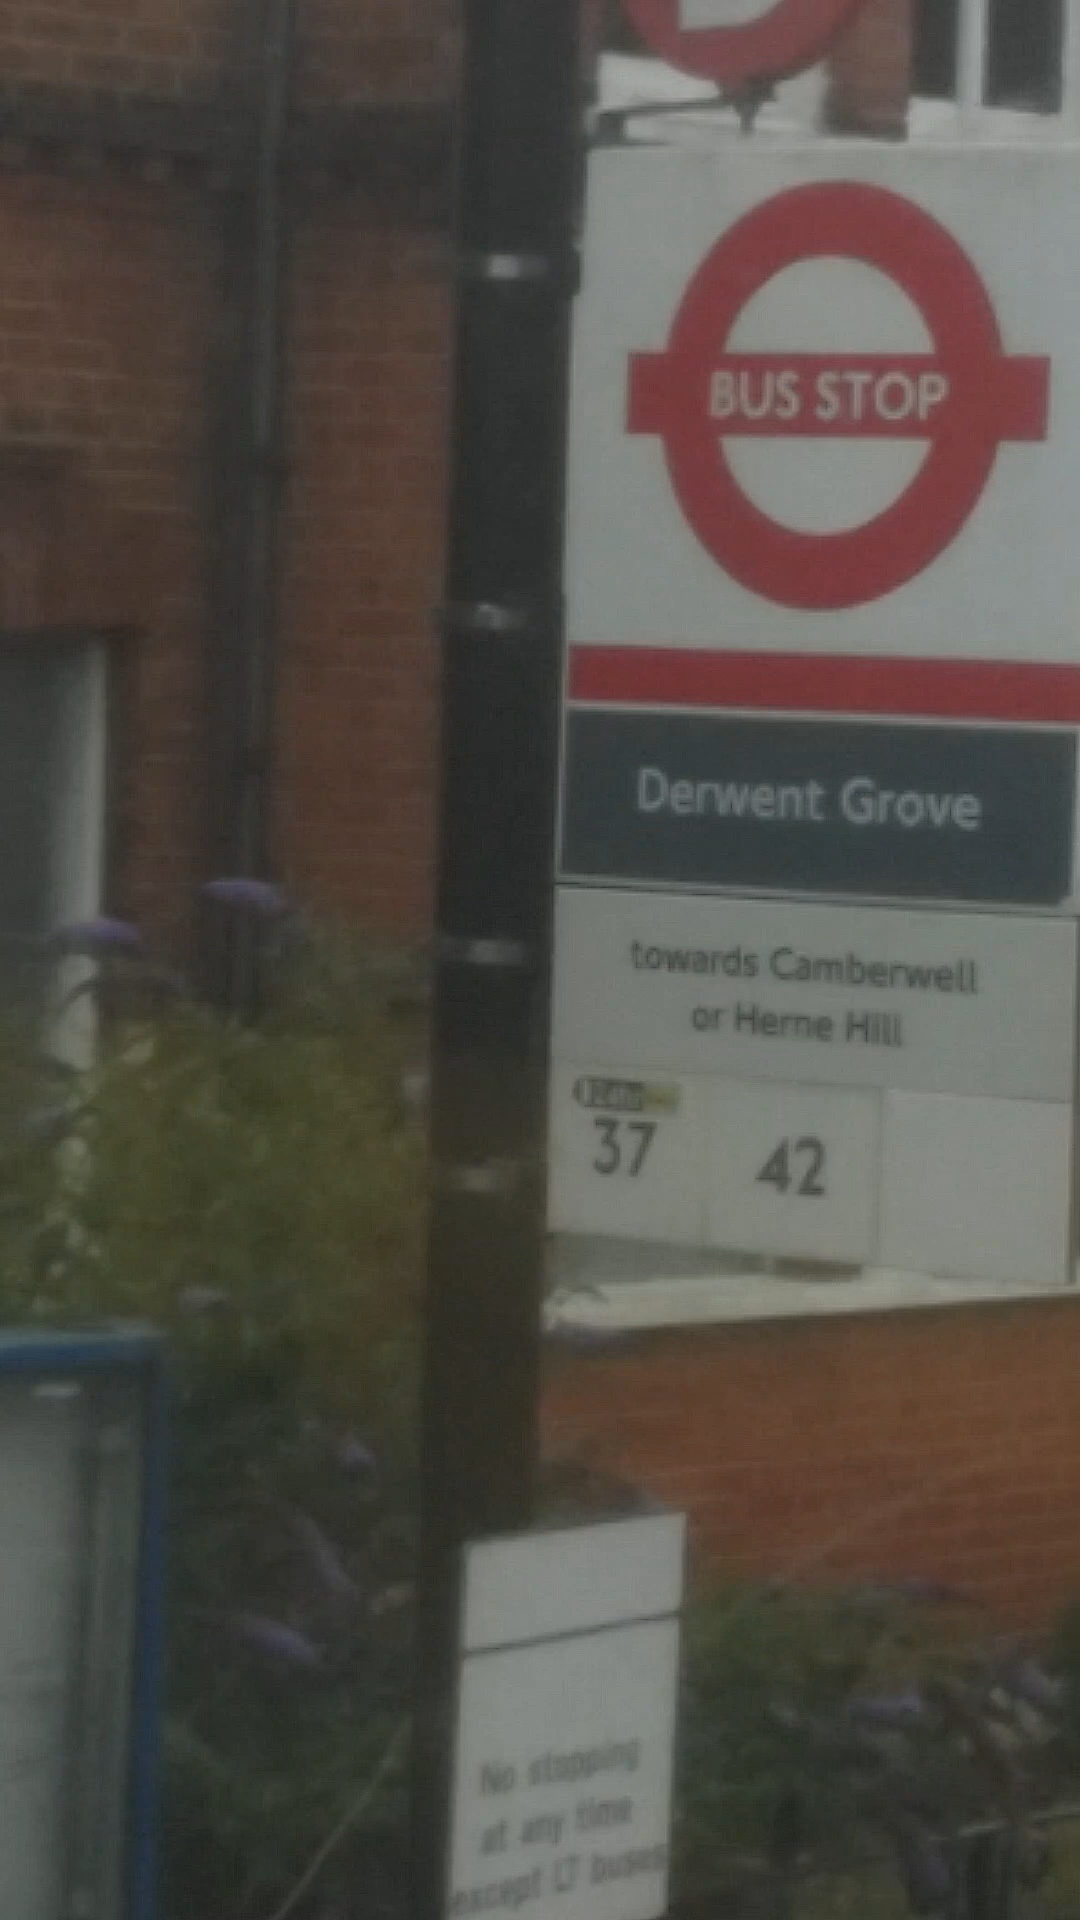 BUS STOP
Derwent Grove
towards Camberwell
or Herne Hill
37 42
No stopping
at any time
except LT buses